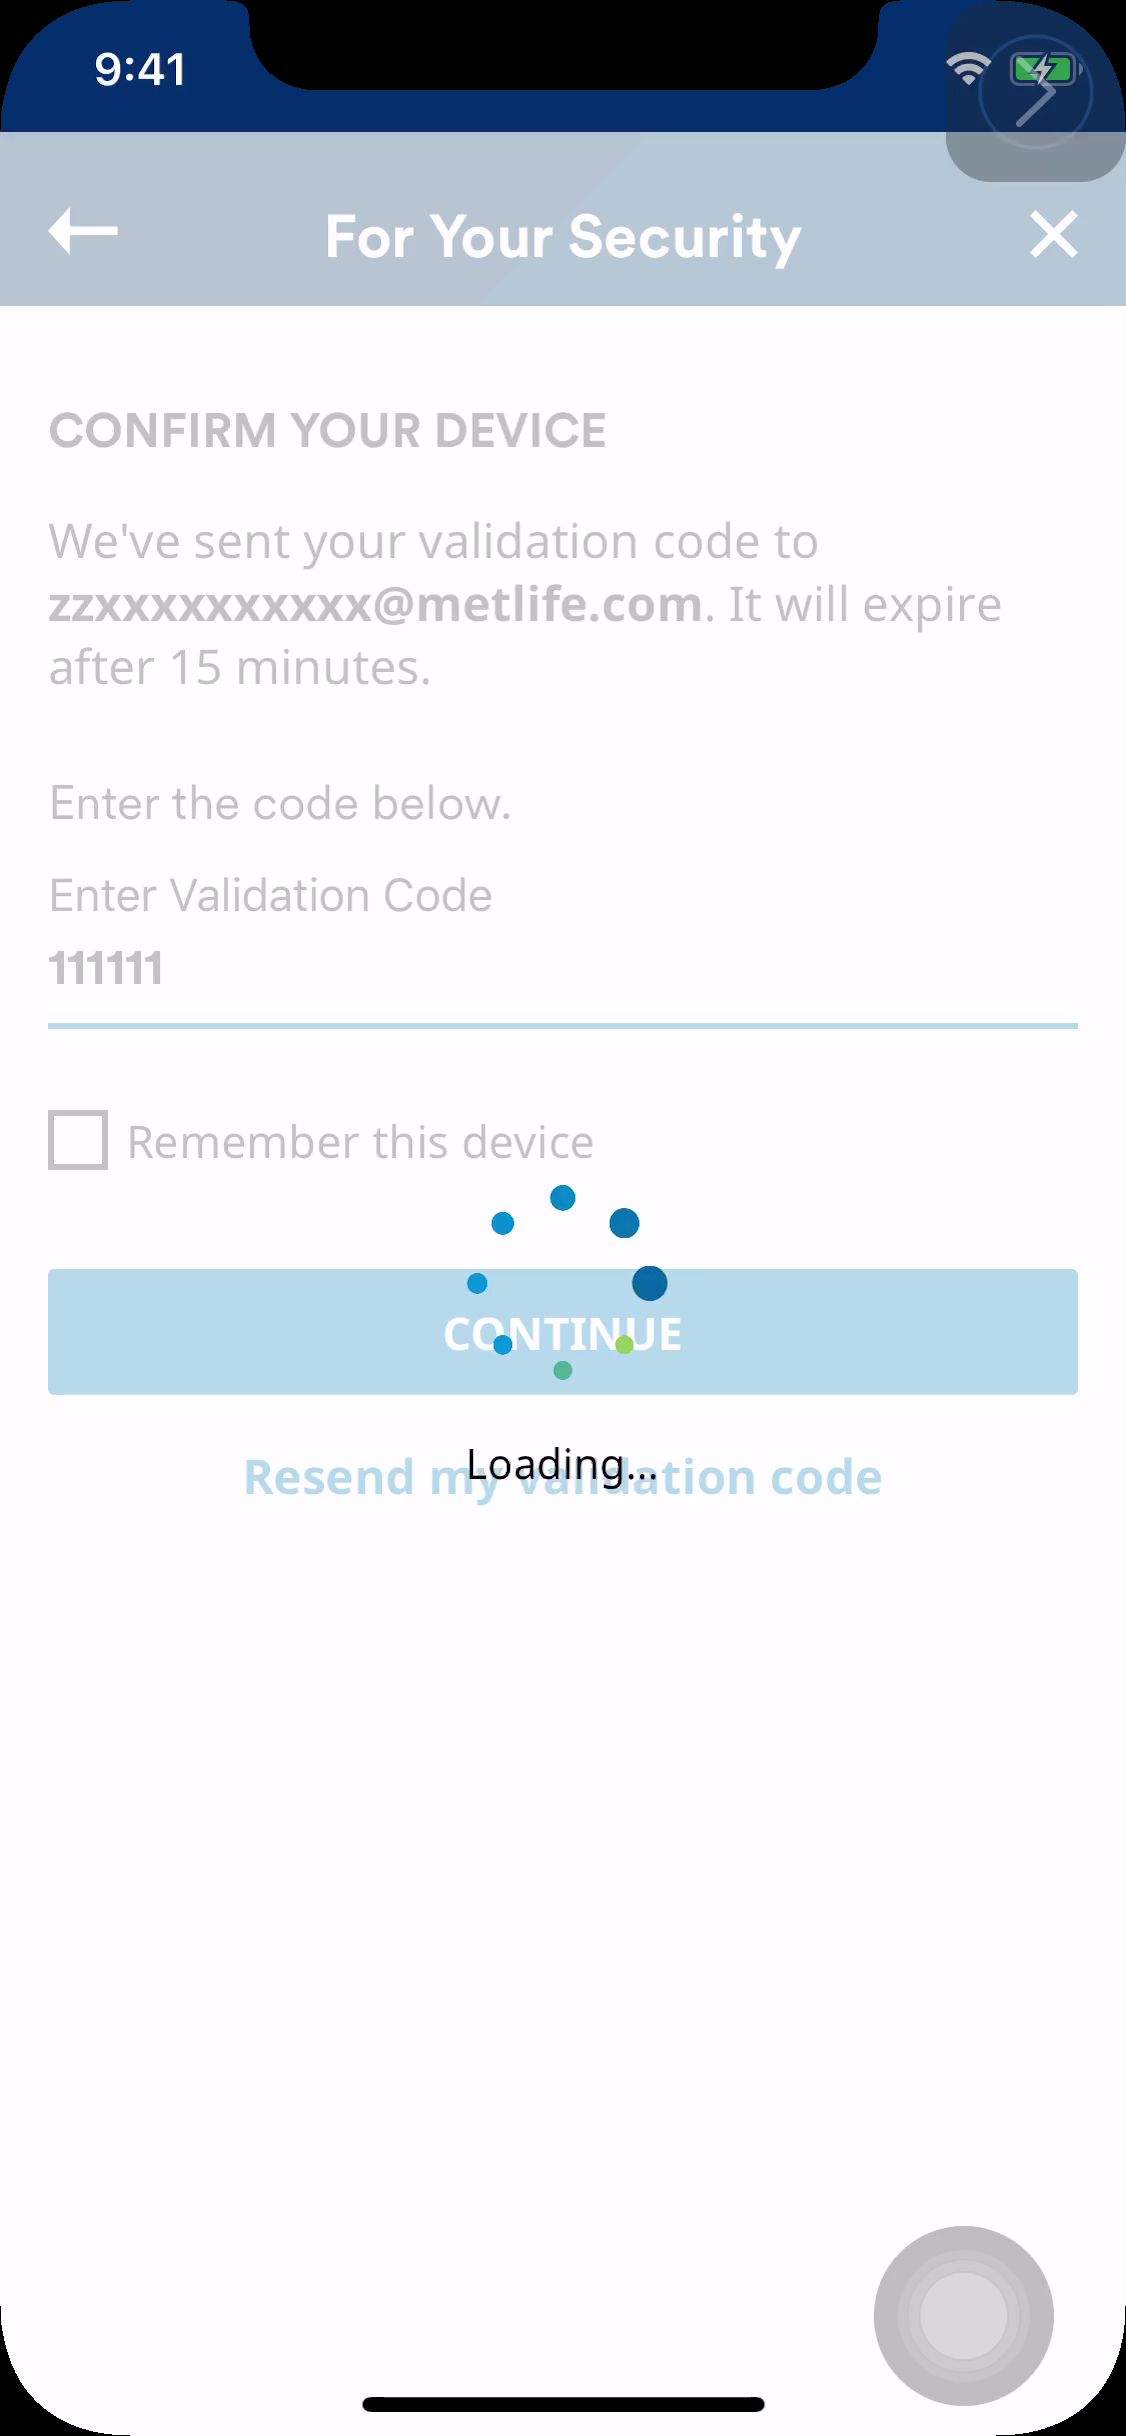 9:41
For Your Security
CONFIRM YOUR DEVICE
We've sent your validation code to
zzxxxxxxxxxxx@metlife.com. It will expire
after 15 minutes.
Enter the code below.
Enter Validation Code
111111
Remember this device
CONTINUE
Loading...
Resend my validation code